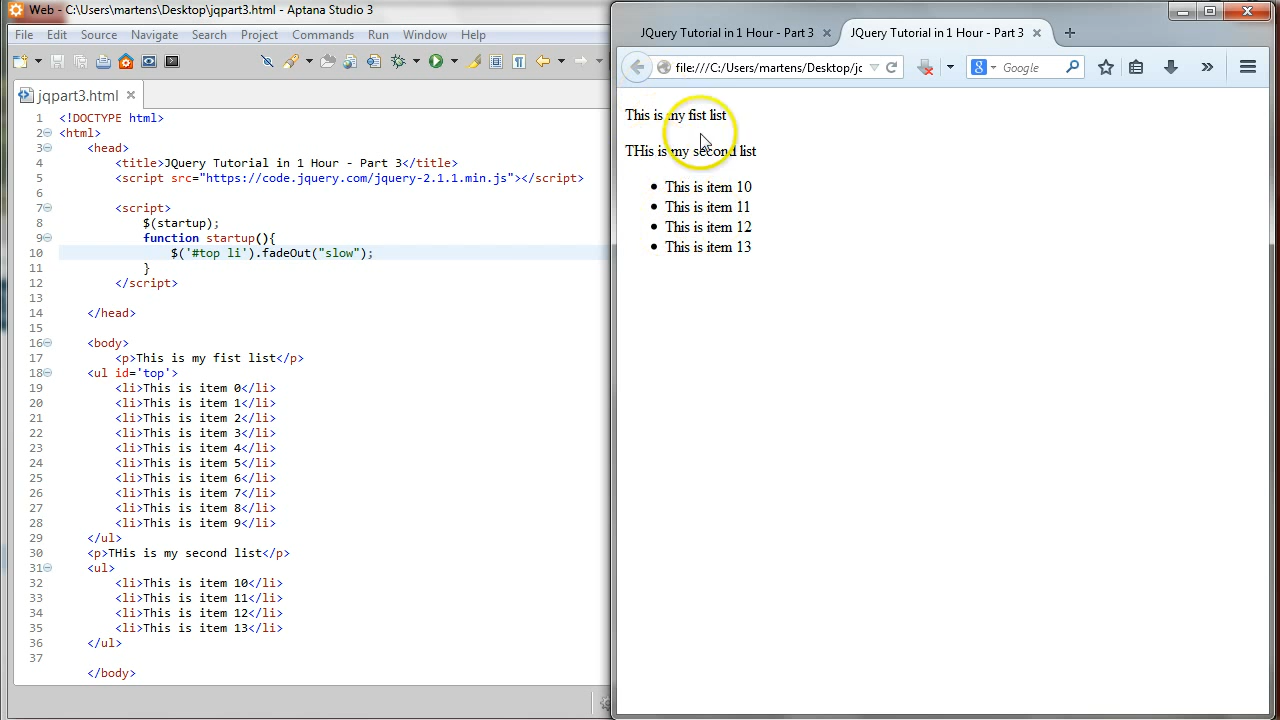 Web - C:\Users\martens\Desktop\jqpart3.html - Aptana Studio 3
File Edit Source Navigate Search Project Commands Run Window Help
jqpart3.html
1 <!DOCTYPE html>
2 <html>
3 <head>
4 <title>JQuery Tutorial in 1 Hour - Part 3</title>
5 <script src="https://code.jquery.com/jquery-2.1.1.min.js"></script>
6
7 <script>
8 $(startup);
9 function startup(){
10 $('#top li').fadeOut("slow");
11 }
12 </script>
13
14 </head>
15
16 <body>
17 <p>This is my fist list</p>
18 <ul id='top'>
19 <li>This is item 0</li>
20 <li>This is item 1</li>
21 <li>This is item 2</li>
22 <li>This is item 3</li>
23 <li>This is item 4</li>
24 <li>This is item 5</li>
25 <li>This is item 6</li>
26 <li>This is item 7</li>
27 <li>This is item 8</li>
28 <li>This is item 9</li>
29 </ul>
30 <p>THis is my second list</p>
31 <ul>
32 <li>This is item 10</li>
33 <li>This is item 11</li>
34 <li>This is item 12</li>
35 <li>This is item 13</li>
36 </ul>
37
</body>
JQuery Tutorial in 1 Hour - Part 3
JQuery Tutorial in 1 Hour - Part 3
file:///C:/Users/martens/Desktop/jc
Google
This is my fist list
THis is my second list
This is item 10
This is item 11
This is item 12
This is item 13